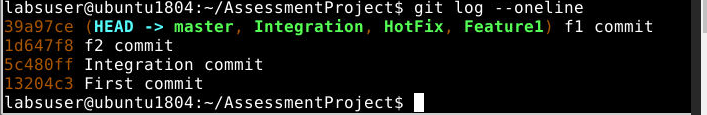 labsuser@ubuntu1804:~/AssessmentProject$ git log --oneline
39a97ce (HEAD -> master, Integration, HotFix, Feature1) f1 commit
1d647f8 f2 commit
5c480ff Integration commit
13204c3 First commit
labsuser@ubuntu1804:~/AssessmentProject$